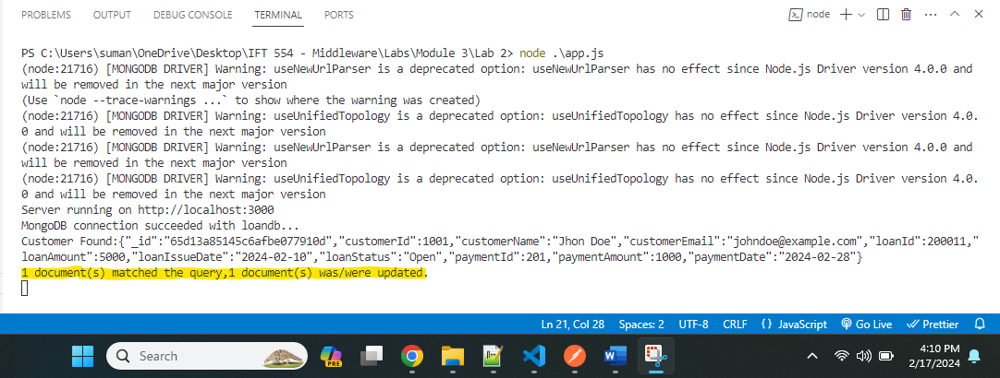 PROBLEMS OUTPUT DEBUG CONSOLE TERMINAL PORTS node
PS C:\Users\suman\OneDrive\Desktop\IFT 554 - Middleware\Labs\Module 3\Lab 2> node .\app.js
(node:21716) [MONGODB DRIVER] Warning: useNewUrlParser is a deprecated option: useNewUrlParser has no effect since Node.js Driver version 4.0.0 and
will be removed in the next major version
(Use `node --trace-warnings ...` to show where the warning was created)
(node:21716) [MONGODB DRIVER] Warning: useUnifiedTopology is a deprecated option: useUnifiedTopology has no effect since Node.js Driver version 4.0.
0 and will be removed in the next major version
(node:21716) [MONGODB DRIVER] Warning: useNewUrlParser is a deprecated option: useNewUrlParser has no effect since Node.js Driver version 4.0.0 and
will be removed in the next major version
(node:21716) [MONGODB DRIVER] Warning: useUnifiedTopology is a deprecated option: useUnifiedTopology has no effect since Node.js Driver version 4.0.
0 and will be removed in the next major version
Server running on http://localhost:3000
MongoDB connection succeeded with loandb...
Customer Found:{"_id":"65d13a85145c6afbe077910d","customerId":1001,"customerName":"Jhon Doe","customerEmail":"johndoe@example.com","loanId":200011,"
loanAmount":5000,"loanIssueDate":"2024-02-10","loanStatus":"Open","paymentId":201,"paymentAmount":1000,"paymentDate":"2024-02-28"}
1 document(s) matched the query,1 document(s) was/were updated.
Ln 21, Col 28 Spaces: 2 UTF-8 CRLF {} JavaScript Go Live Prettier
Search PRE 4:10 PM
2/17/2024